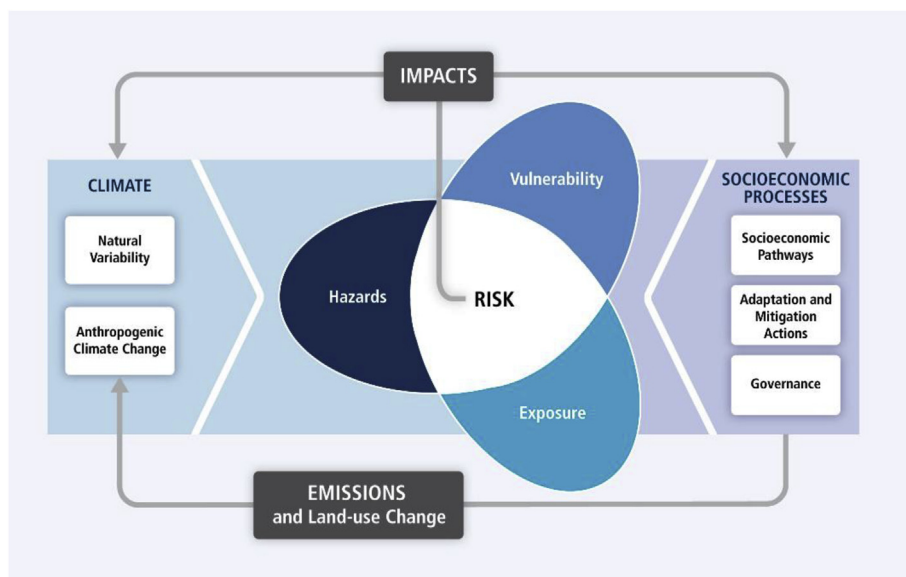 IMPACTS
CLIMATE
Natural
Variability
Anthropogenic
Climate Change
Vulnerability
Hazards
RISK
Exposure
SOCIOECONOMIC
PROCESSES
Socioeconomic
Pathways
Adaptation and
Mitigation
Actions
Governance
EMISSIONS
and Land-use Change